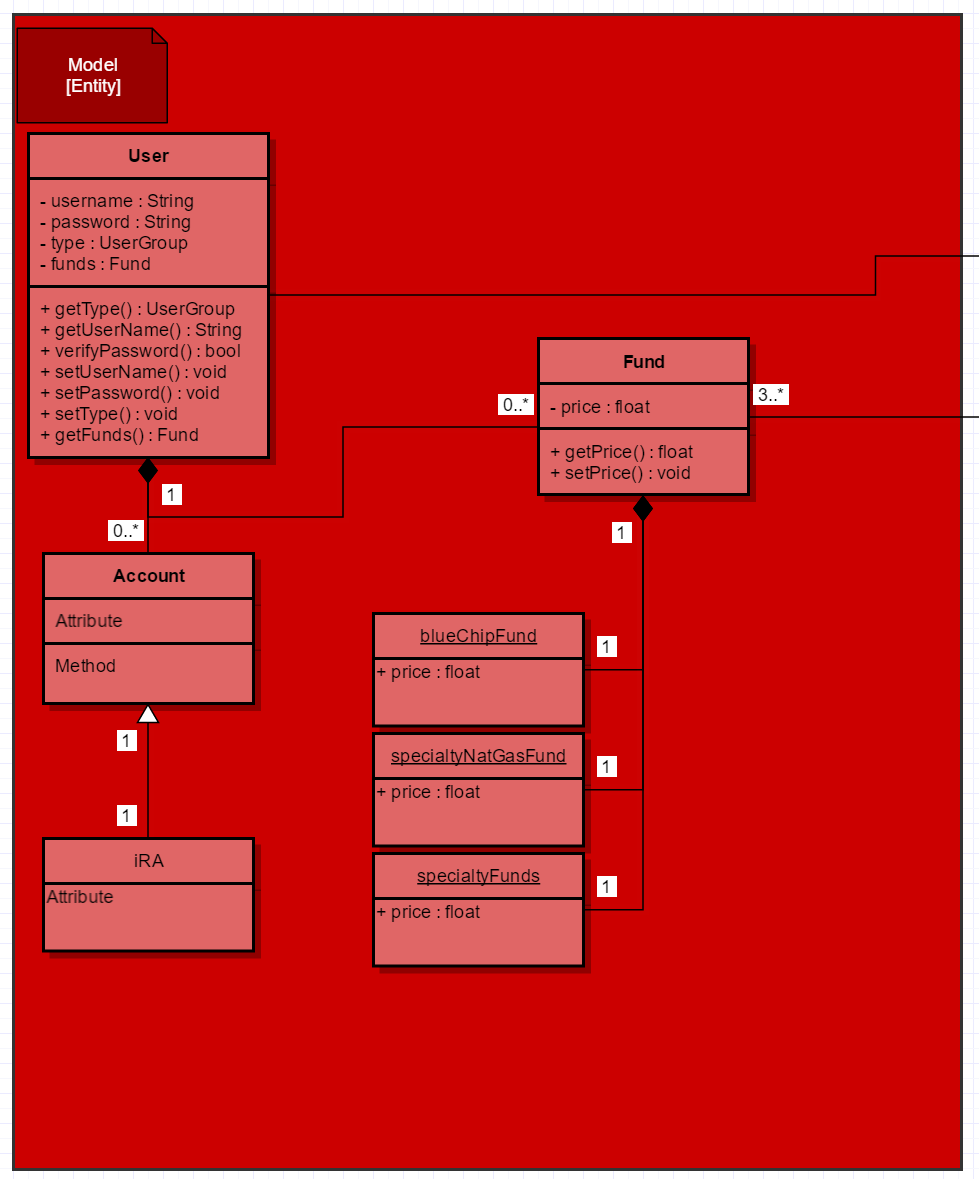 Model
[Entity]
User
- username : String
- password : String
- type : UserGroup
- funds : Fund
+ getType() : UserGroup
+ getUserName() : String
+ verifyPassword() : bool
+ setUserName() : void
+ setPassword() : void
+ setType() : void
+ getFunds() : Fund
1
0..*
Account
Attribute
Method
1
1
iRA
Attribute
0..*
Fund
3..*
- price : float
+ getPrice() : float
+ setPrice() : void
1
blueChipFund
1
+ price : float
specialtyNatGasFund
1
+ price : float
specialtyFunds
1
+ price : float